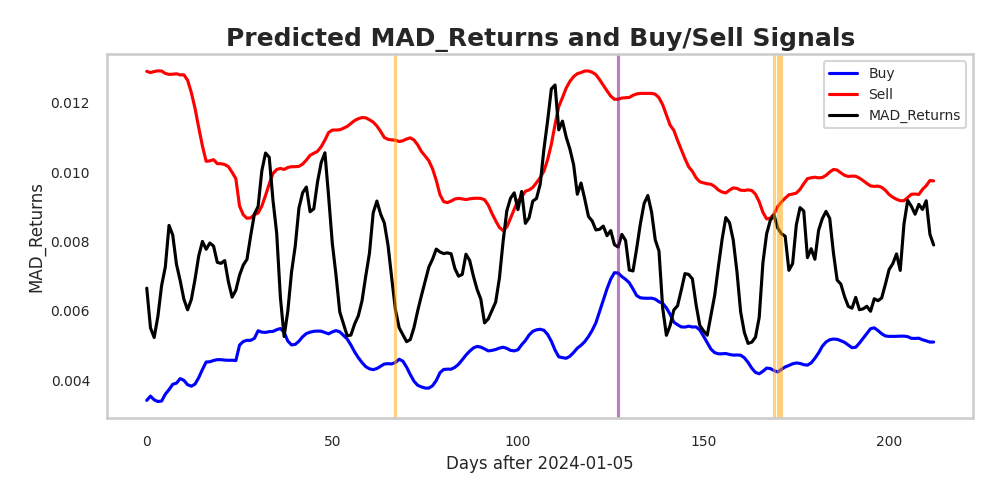 Predicted MAD_Returns and Buy/Sell Signals
Buy
Sell
MAD_Returns
MAD_Returns
0.012
0.010
0.008
0.006
0.004
0
50
100
150
200
Days after 2024-01-05